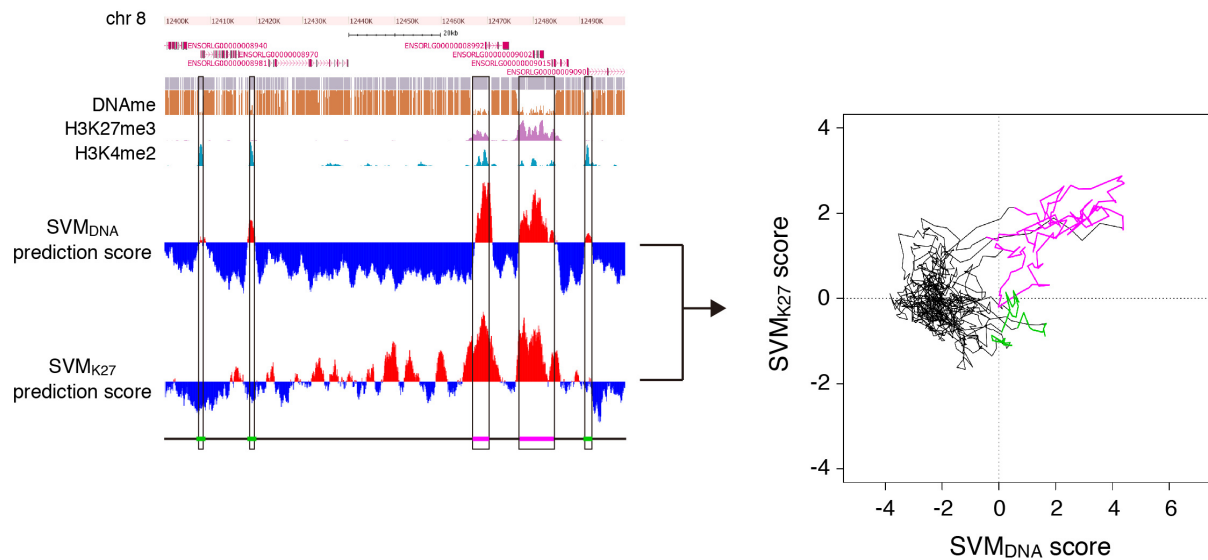 chr 8
12400K 12410K 12420K 12430K 12440K 12450K 12460K 12470K 12480K 12490K
20kb
ENSORLG00000008940 ENSORLG00000008992
ENSORLG00000008970 ENSORLG00000009002
ENSORLG00000008981 ENSORLG00000009015
ENSORLG00000009090
DNAme
H3K27me3
H3K4me2
SVMDNA
prediction score
SVMK27
prediction score
SVMK27 score
4
2
0
-2
-4
-4 -2 0 2 4 6
SVMDNA score